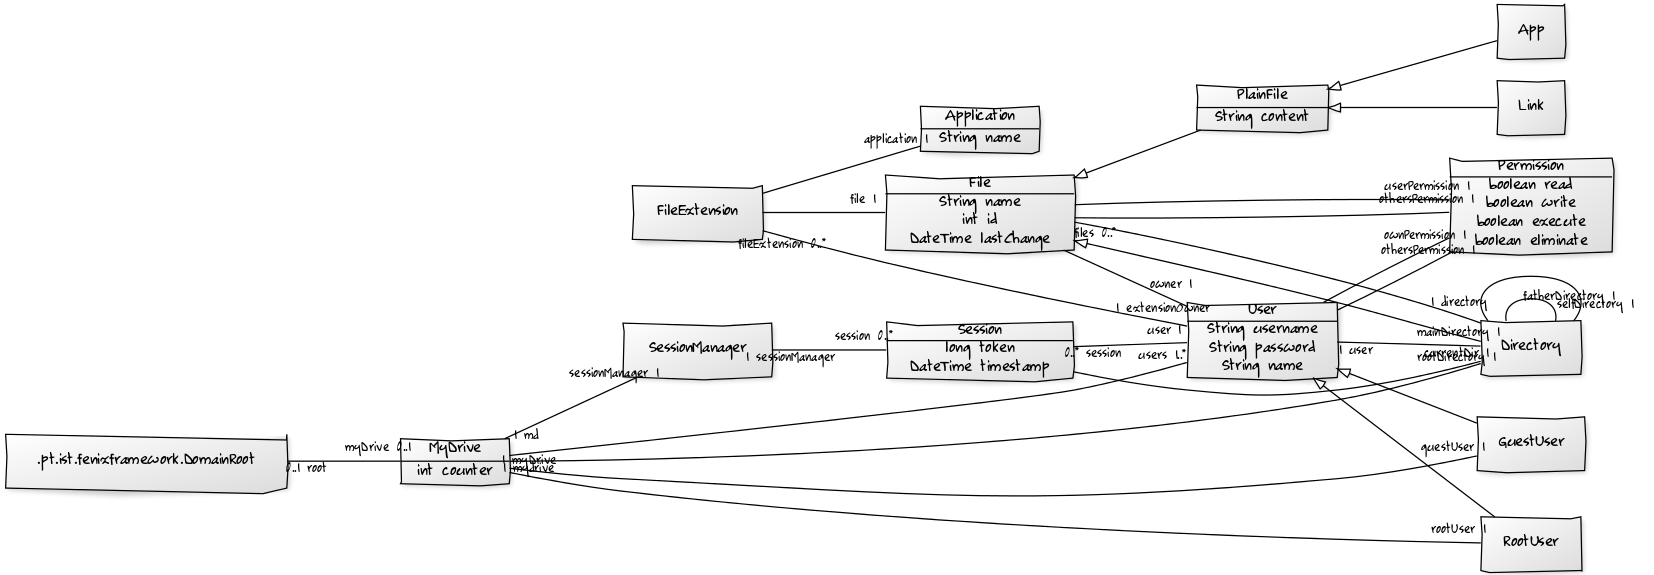 App
PlainFile
String content
Link
Application
String name
application 1
Permission
boolean read
boolean write
boolean execute
boolean eliminate
userPermission 1
othersPermission 1
ownPermission 1
othersPermission 1
File
String name
int id
DateTime lastChange
file 1
FileExtension
fileExtension 0..*
files 0..*
owner 1
1 extensionOwner
1 directory
fatherDirectory 1
selfDirectory 1
User
String username
String password
String name
user 1
users 1..*
1 user
mainDirectory 1
currentDir 1
rootDirectory 1
Directory
Session
long token
DateTime timestamp
session 0..*
0..* session
SessionManager
1 sessionManager
sessionManager 1
1 md
MyDrive
int counter
myDrive 0..1
1 myDrive
1 myDrive
.pt.ist.fenixframework.DomainRoot
0..1 root
GuestUser
guestUser 1
RootUser
rootUser 1